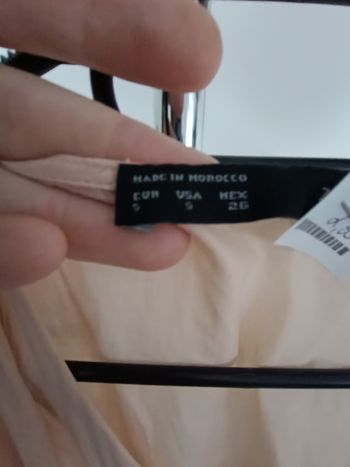 MADE IN MOROCCO
EUR USA MEX
S S 26